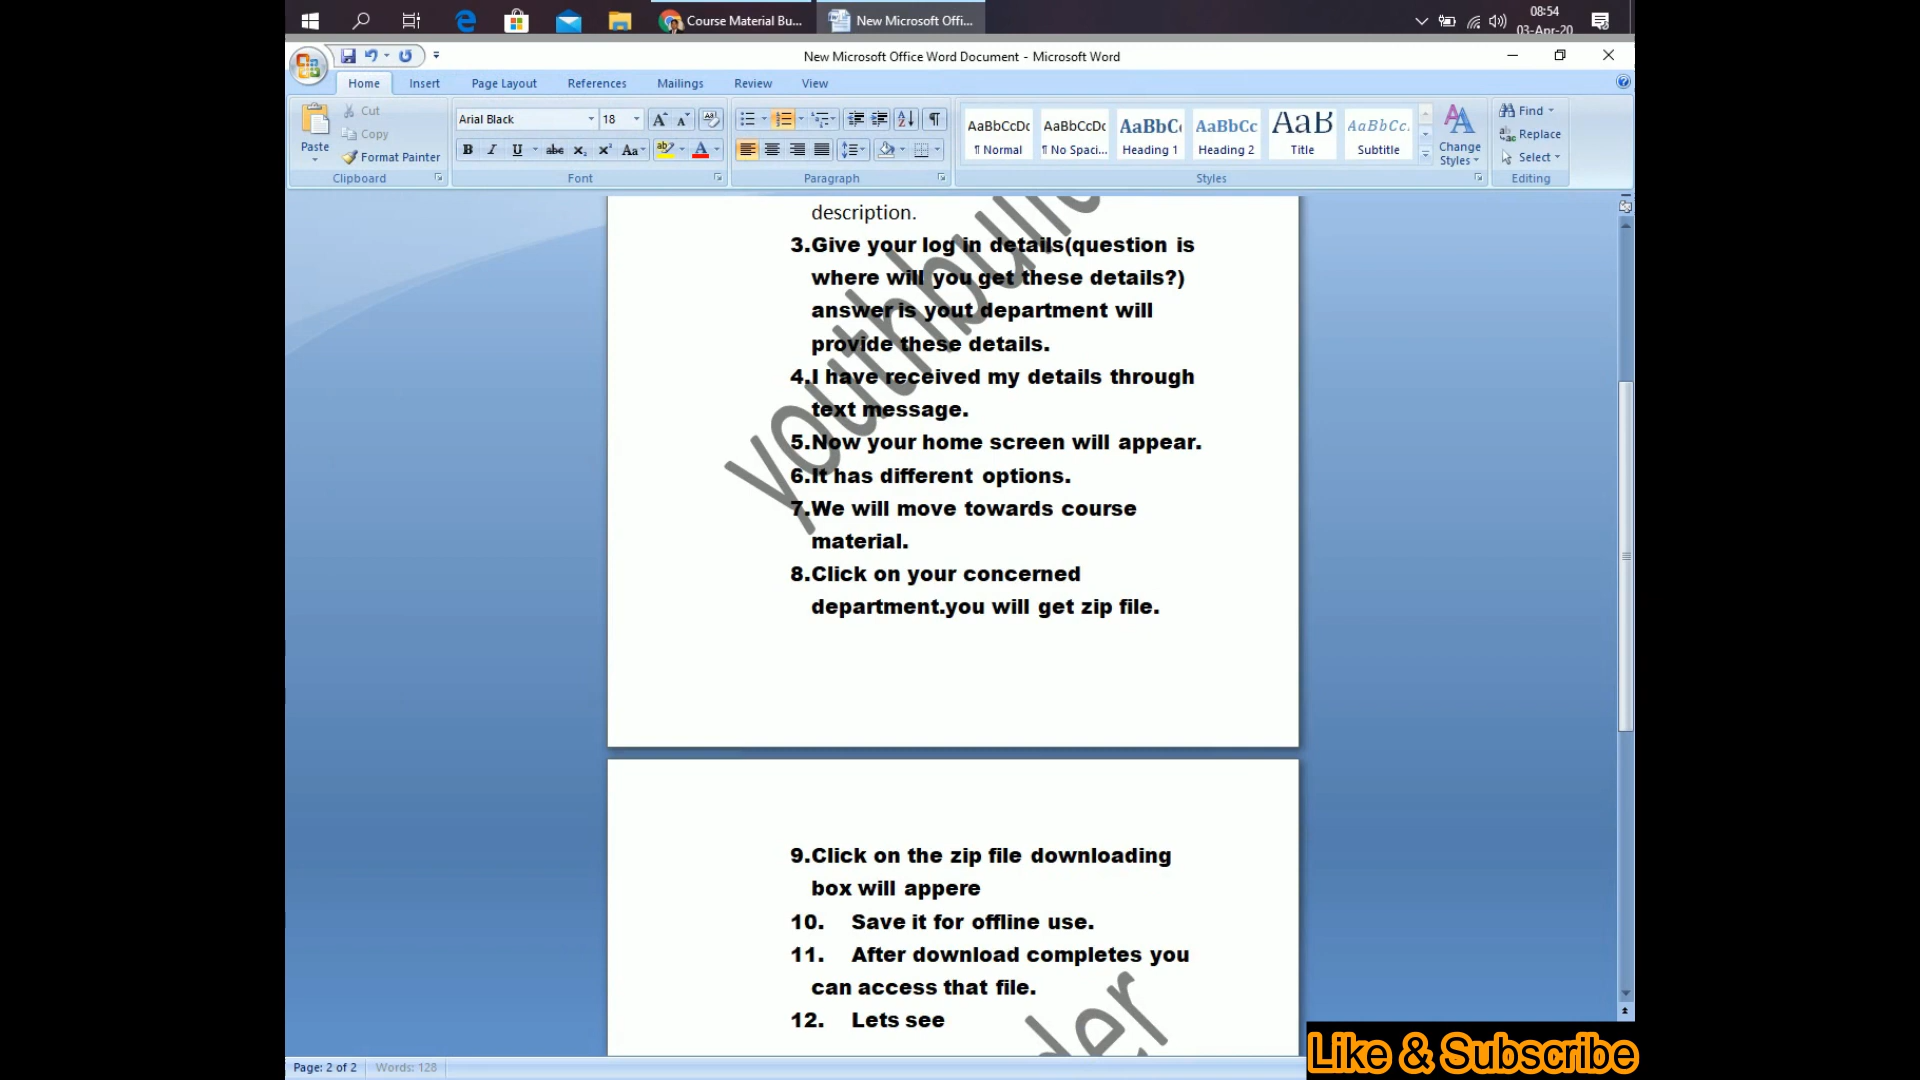 Course Material Bu...
New Microsoft Offi...
08:54
03-Apr-20
New Microsoft Office Word Document - Microsoft Word
Home Insert Page Layout References Mailings Review View
Paste
Cut
Copy
Format Painter
Clipboard
Arial Black 18
Font
Paragraph
AaBbCcDc AaBbCcDc AaBbC AaBbCc AaB AaBbCc.
¶ Normal ¶ No Spaci... Heading 1 Heading 2 Title Subtitle
Change
Styles
Styles
Find
Replace
Select
Editing
description.
3.Give your log in details(question is
where will you get these details?)
answer is yout department will
provide these details.
4.I have received my details through
text message.
5.Now your home screen will appear.
6.It has different options.
7.We will move towards course
material.
8.Click on your concerned
department.you will get zip file.
9.Click on the zip file downloading
box will appere
10. Save it for offline use.
11. After download completes you
can access that file.
12. Lets see
Page: 2 of 2 Words: 128
Like & Subscribe